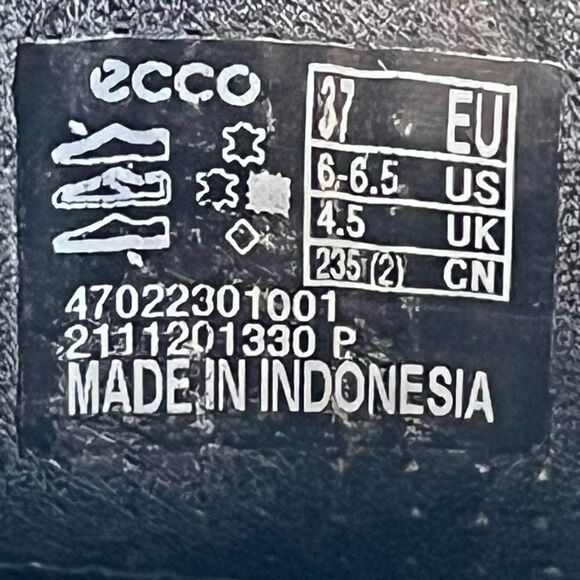 ecco
37 EU
6-6.5 US
4.5 UK
235 (2) CN
47022301001
2111201330 P
MADE IN INDONESIA